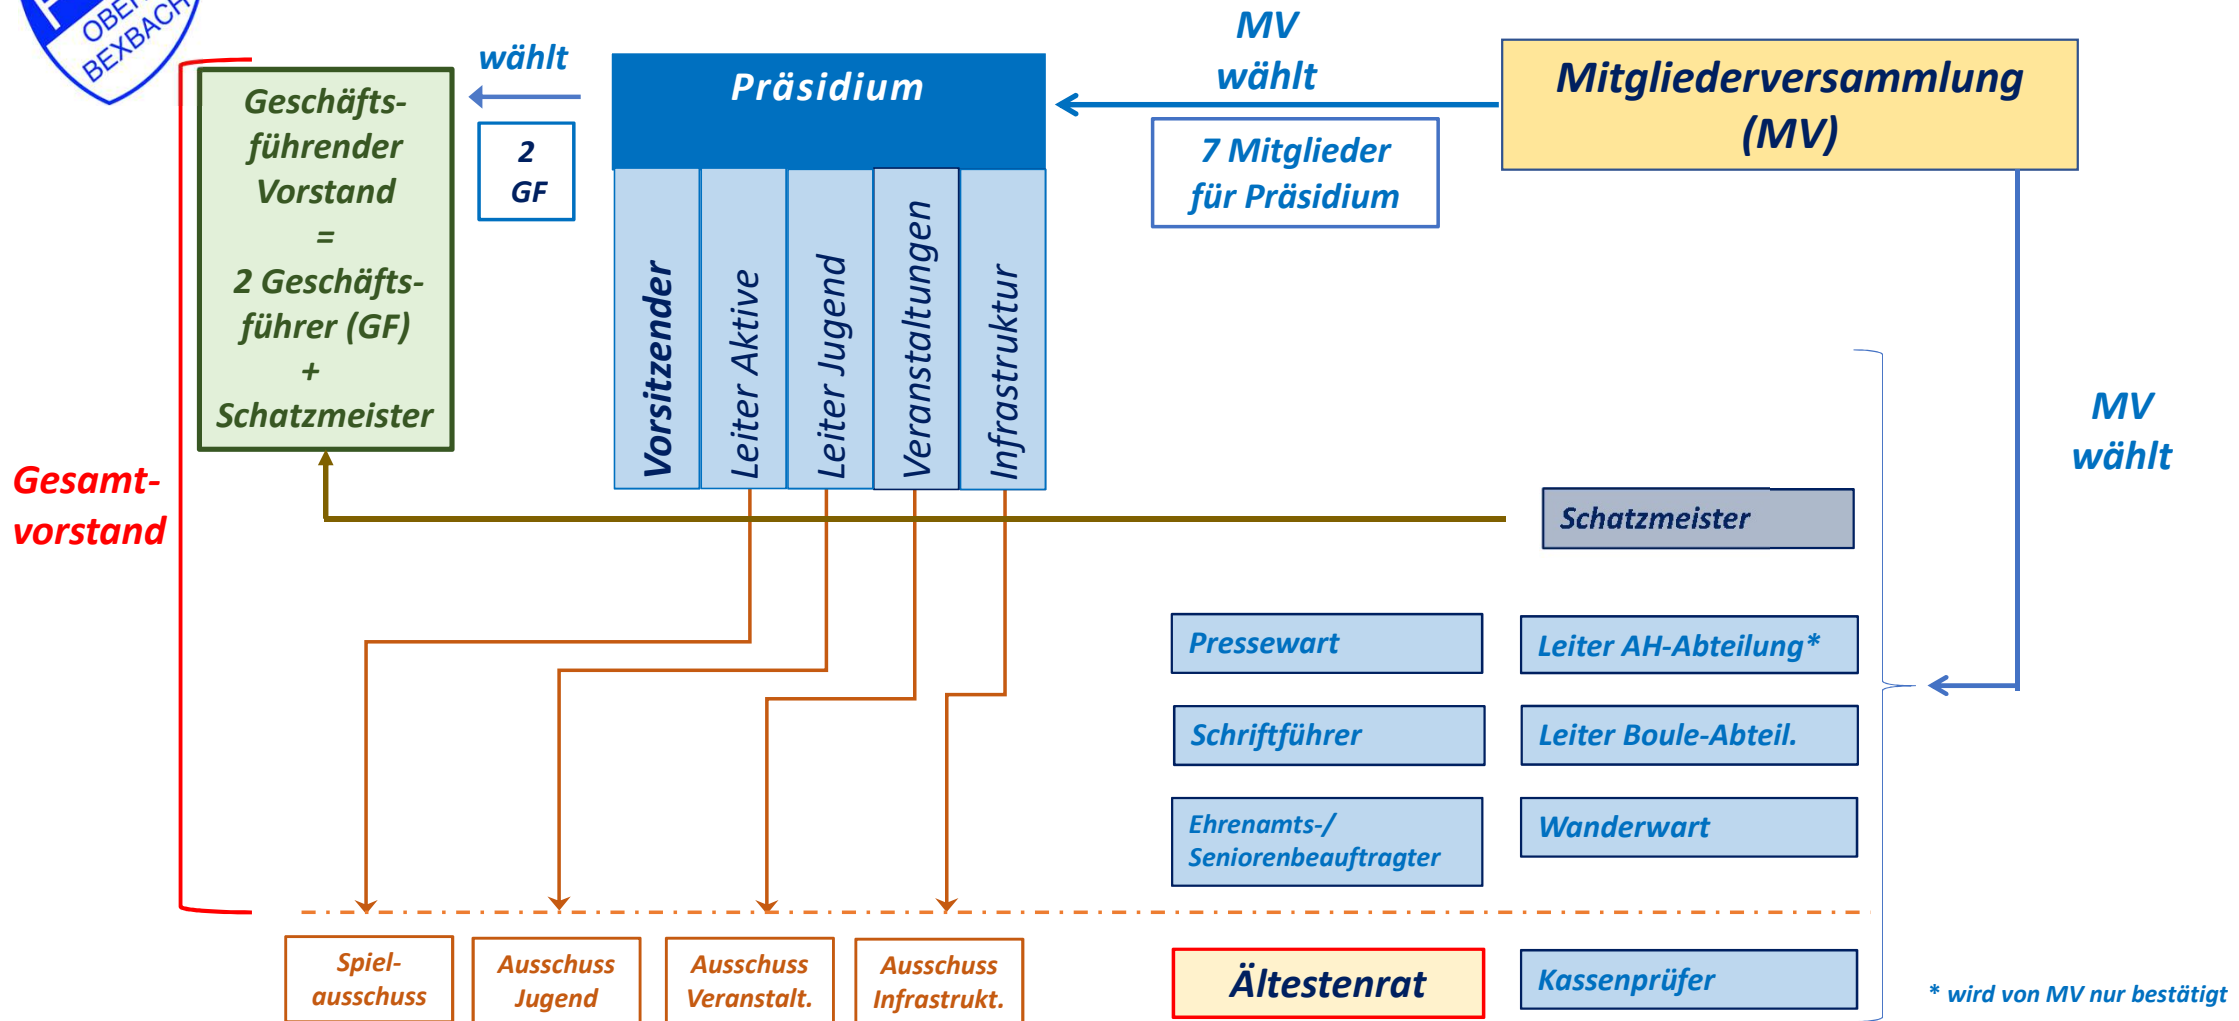 BEXBACH
wählt
2
GF
Geschäfts-
führender
Vorstand
=
2 Geschäfts-
führer (GF)
+
Schatzmeister
Präsidium
Vorsitzender
Leiter Aktive
Leiter Jugend
Veranstaltungen
Infrastruktur
MV
wählt
7 Mitglieder
für Präsidium
Mitgliederversammlung
(MV)
MV
wählt
Gesamt-
vorstand
Schatzmeister
Pressewart
Leiter AH-Abteilung*
Schriftführer
Leiter Boule-Abteil.
Ehrenamts-/
Seniorenbeauftragter
Wanderwart
Spiel-
ausschuss
Ausschuss
Jugend
Ausschuss
Veranstalt.
Ausschuss
Infrastrukt.
Ältestenrat
Kassenprüfer
* wird von MV nur bestätigt